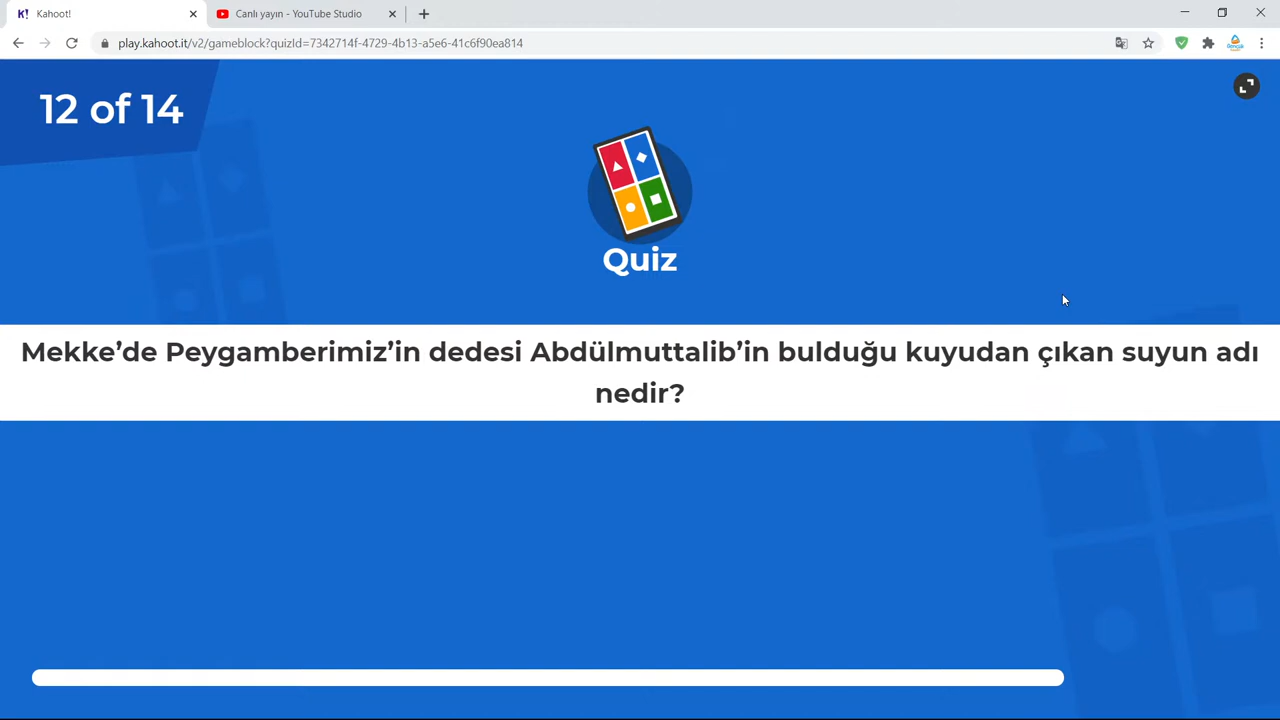 K! Kahoot!
Canlı yayın - YouTube Studio
play.kahoot.it/v2/gameblock?quizId=7342714f-4729-4b13-a5e6-41c6f90ea814
12 of 14
Quiz
Mekke’de Peygamberimiz’in dedesi Abdülmuttalib’in bulduğu kuyudan çıkan suyun adı
nedir?